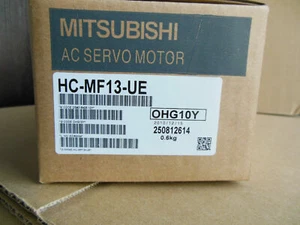 MITSUBISHI
AC SERVO MOTOR
HC-MF13-UE
OHG10Y
250812614
0.6kg